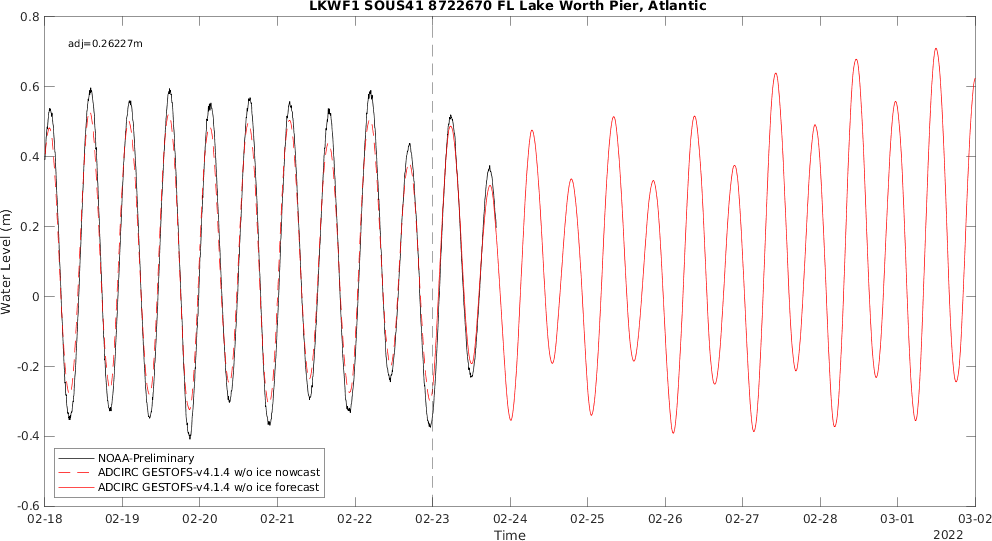 LKWF1 SOUS41 8722670 FL Lake Worth Pier, Atlantic
adj=0.26227m
0.8
0.6
0.4
0.2
0
-0.2
-0.4
-0.6
Water Level (m)
NOAA-Preliminary
ADCIRC GESTOFS-v4.1.4 w/o ice nowcast
ADCIRC GESTOFS-v4.1.4 w/o ice forecast
02-18 02-19 02-20 02-21 02-22 02-23 02-24 02-25 02-26 02-27 02-28 03-01 03-02
Time
2022